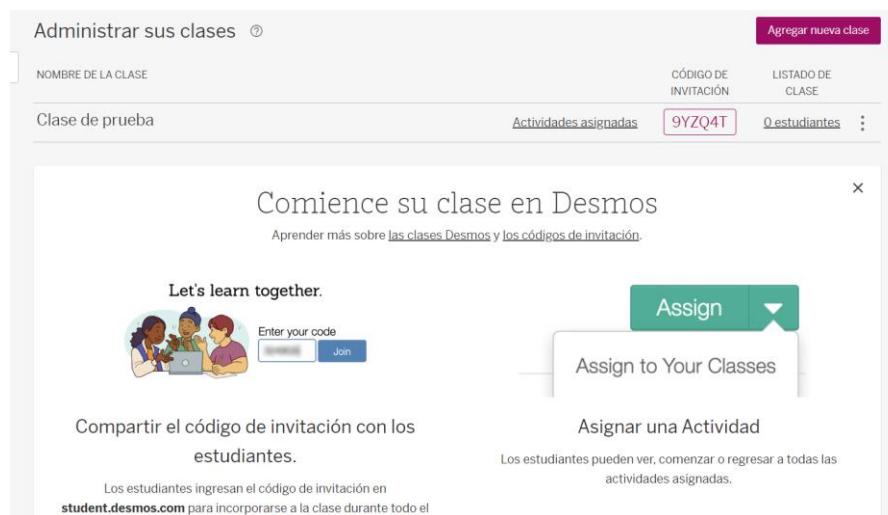 Administrar sus clases ?
Agregar nueva clase
NOMBRE DE LA CLASE
CÓDIGO DE
INVITACIÓN
LISTADO DE
CLASE
Clase de prueba
Actividades asignadas
9YZQ4T
0 estudiantes
Comience su clase en Desmos
Aprender más sobre las clases Desmos y los códigos de invitación.
Let's learn together.
Enter your code
Join
Assign
Assign to Your Classes
Compartir el código de invitación con los
estudiantes.
Los estudiantes ingresan el código de invitación en
student.desmos.com para incorporarse a la clase durante todo el
Asignar una Actividad
Los estudiantes pueden ver, comenzar o regresar a todas las
actividades asignadas.